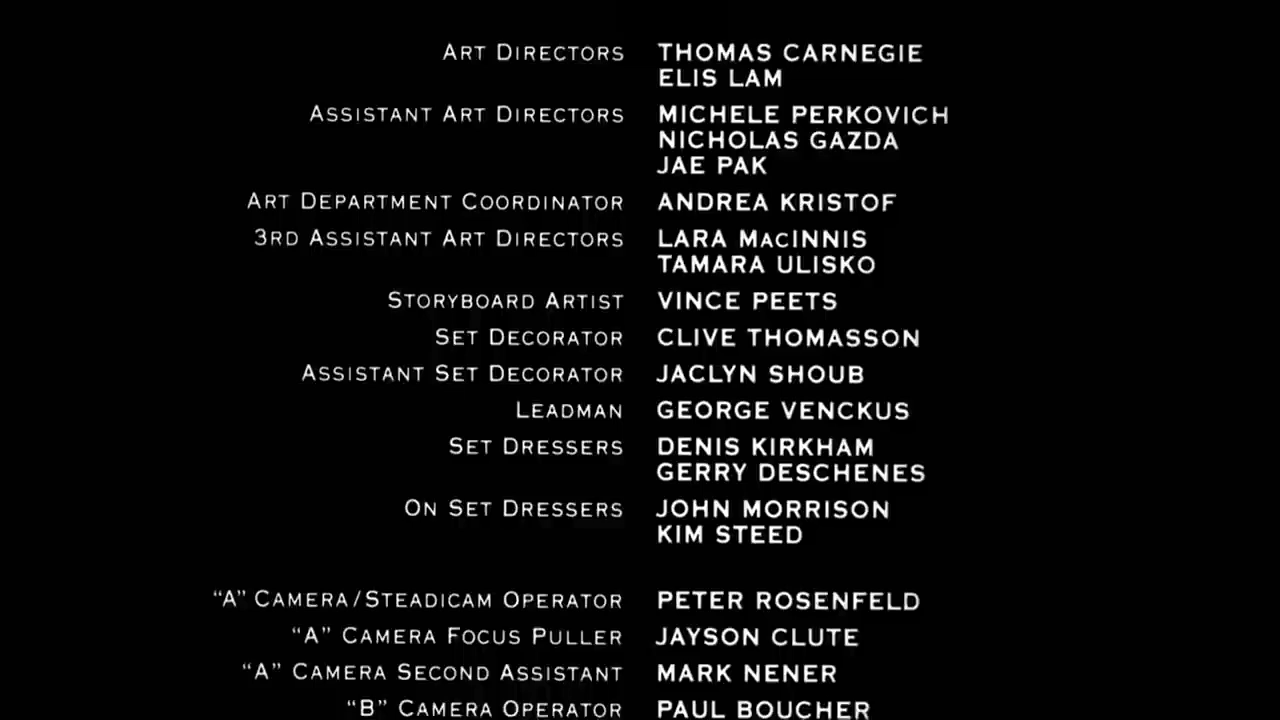 ART DIRECTORS THOMAS CARNEGIE
ELIS LAM
ASSISTANT ART DIRECTORS MICHELE PERKOVICH
NICHOLAS GAZDA
JAE PAK
ART DEPARTMENT COORDINATOR ANDREA KRISTOF
3RD ASSISTANT ART DIRECTORS LARA MACINNIS
TAMARA ULISKO
STORYBOARD ARTIST VINCE PEETS
SET DECORATOR CLIVE THOMASSON
ASSISTANT SET DECORATOR JACLYN SHOUB
LEADMAN GEORGE VENCKUS
SET DRESSERS DENIS KIRKHAM
GERRY DESCHENES
ON SET DRESSERS JOHN MORRISON
KIM STEED
“A” CAMERA/STEADICAM OPERATOR PETER ROSENFELD
“A” CAMERA FOCUS PULLER JAYSON CLUTE
“A” CAMERA SECOND ASSISTANT MARK NENER
“B” CAMERA OPERATOR PAUL BOUCHER